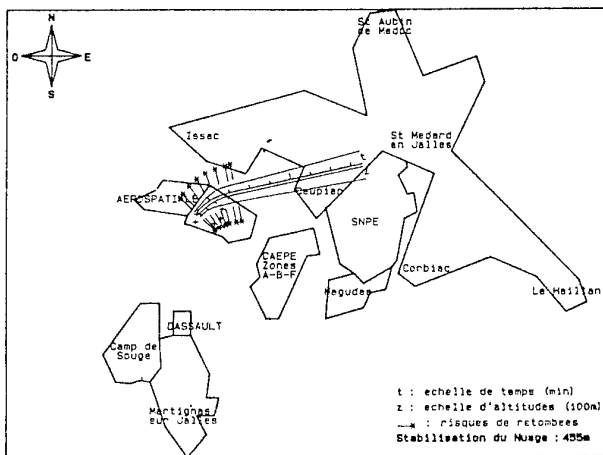 N
O E
S
St Aubin
de Medoc
Issac
St Medard
en Jalles
t
z
AEROSPATIALE
Ceupian
SNPE
CAEPE
Zones
A-B-F
Corbiac
Magudas
Le Haillan
DASSAULT
Camp de
Souge
Martignas
sur Jalles
t : echelle de temps (min)
z : echelle d'altitudes (100m)
: risques de retombees
Stabilisation du Nuage : 455m